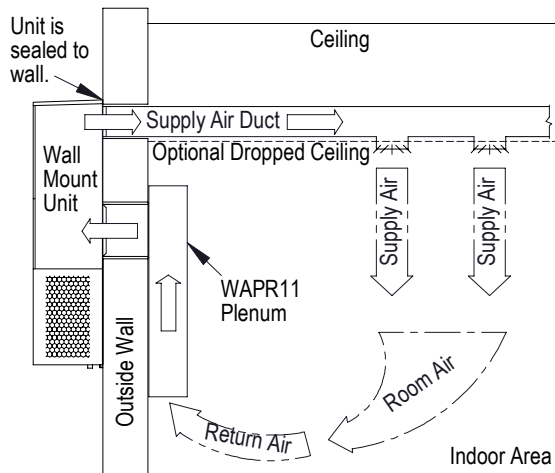 Unit is
sealed to
wall.
Ceiling
Supply Air Duct
Optional Dropped Ceiling
Wall
Mount
Unit
Supply Air
Supply Air
WAPR11
Plenum
Outside Wall
Room Air
Return Air
Indoor Area